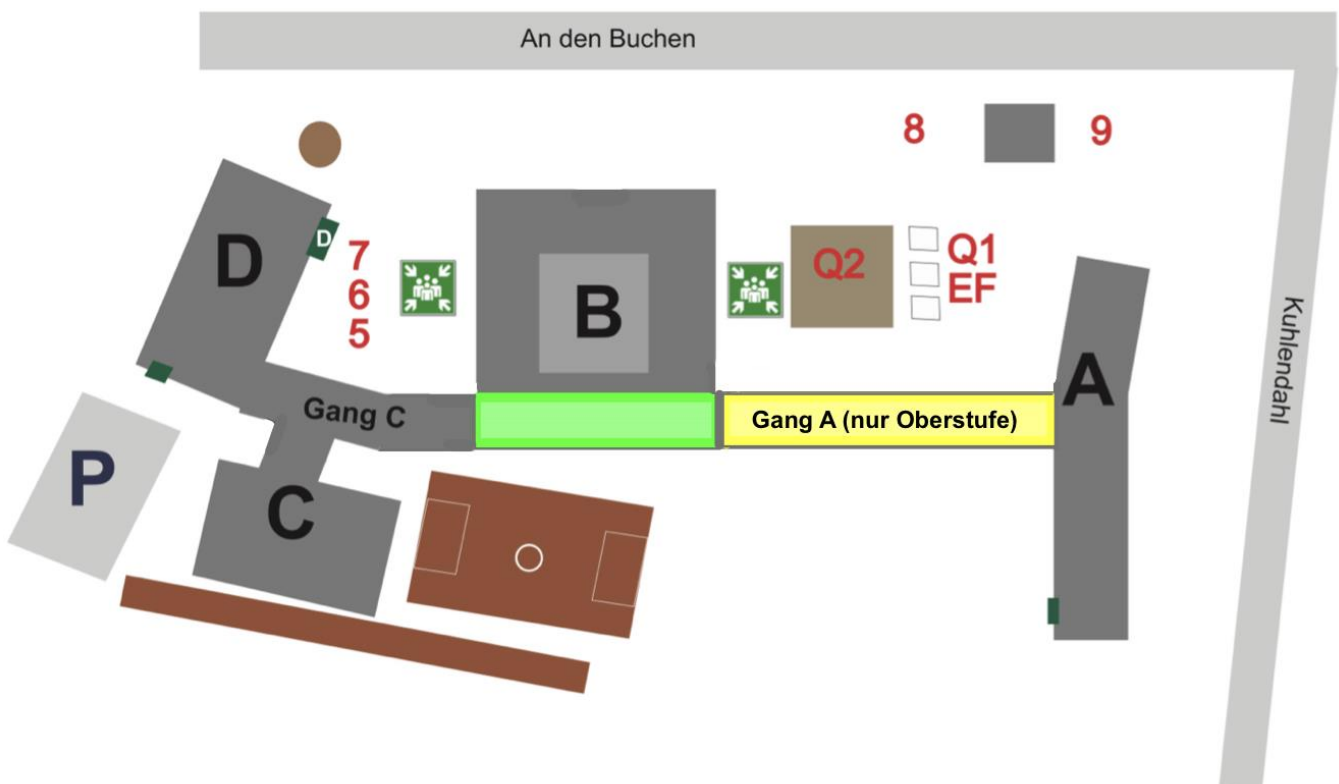 An den Buchen
8
9
D
D
7
6
5
B
Q2
Q1
EF
Kuhlendahl
A
Gang C
Gang A (nur Oberstufe)
P
C